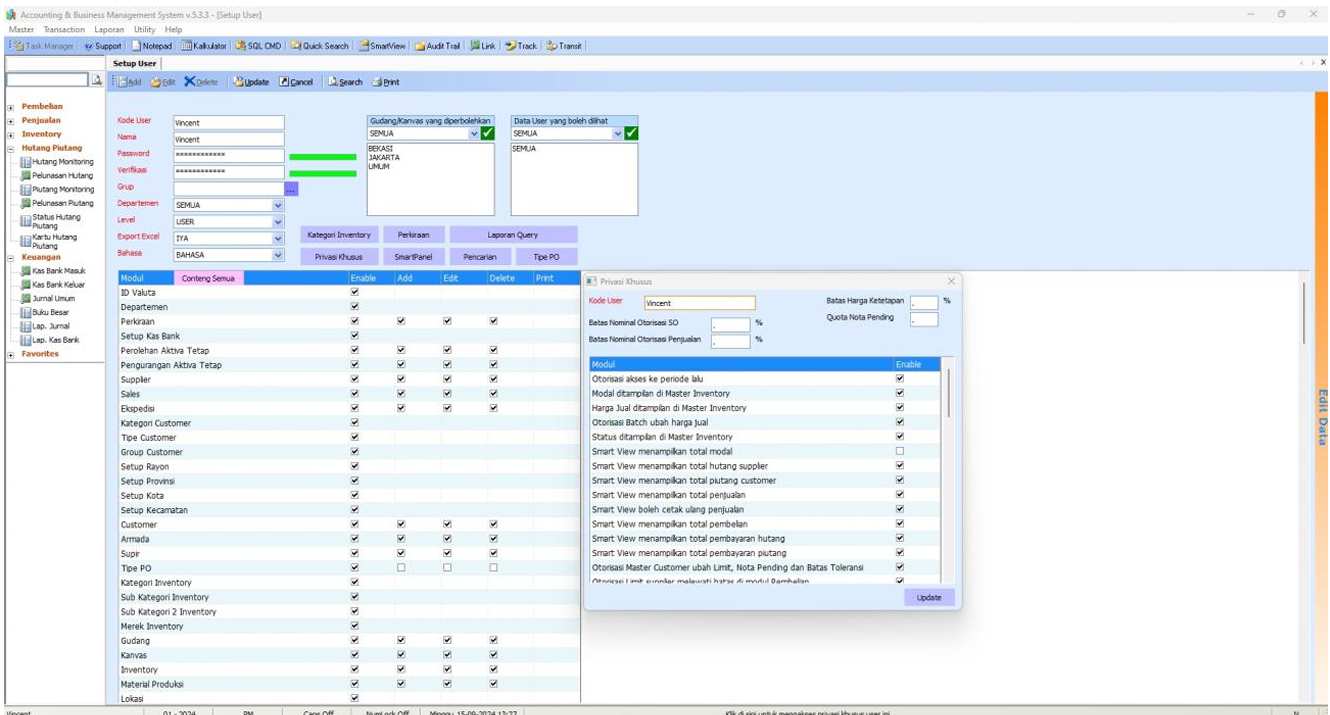 Accounting & Business Management System v.5.3.3 - [Setup User]
Master Transaction Laporan Utility Help
Task Manager Support Notepad Kalkulator SQL CMD Quick Search SmartView Audit Trail Link Track Transit
Setup User
Add Edit Delete Update Cancel Search Print
Pembelian
Penjualan
Inventory
Hutang Piutang
Hutang Monitoring
Pelunasan Hutang
Piutang Monitoring
Pelunasan Piutang
Status Hutang
Piutang
Kartu Hutang
Piutang
Keuangan
Kas Bank Masuk
Kas Bank Keluar
Jurnal Umum
Buku Besar
Lap. Jurnal
Lap. Kas Bank
Favorites
Kode User Vincent
Nama Vincent
Password ************
Verifikasi ************
Grup ...
Departemen SEMUA
Level USER
Export Excel IYA
Bahasa BAHASA
Gudang/Kanvas yang diperbolehkan
SEMUA
BEKASI
JAKARTA
UMUM
Data User yang boleh dilihat
SEMUA
SEMUA
Kategori Inventory Perkiraan Laporan Query
Privasi Khusus SmartPanel Pencarian Tipe PO
Modul Conteng Semua Enable Add Edit Delete Print
ID Valuta
Departemen
Perkiraan
Setup Kas Bank
Perolehan Aktiva Tetap
Pengurangan Aktiva Tetap
Supplier
Sales
Ekspedisi
Kategori Customer
Tipe Customer
Group Customer
Setup Rayon
Setup Provinsi
Setup Kota
Setup Kecamatan
Customer
Armada
Supir
Tipe PO
Kategori Inventory
Sub Kategori Inventory
Sub Kategori 2 Inventory
Merek Inventory
Gudang
Kanvas
Inventory
Material Produksi
Lokasi
Privasi Khusus
Kode User Vincent
Batas Harga Ketetapan . %
Quota Nota Pending .
Batas Nominal Otorisasi SO . %
Batas Nominal Otorisasi Penjualan . %
Modul Enable
Otorisasi akses ke periode lalu
Modal ditampilan di Master Inventory
Harga Jual ditampilan di Master Inventory
Otorisasi Batch ubah harga jual
Status ditampilan di Master Inventory
Smart View menampilkan total modal
Smart View menampilkan total hutang supplier
Smart View menampilkan total piutang customer
Smart View menampilkan total penjualan
Smart View boleh cetak ulang penjualan
Smart View menampilkan total pembelian
Smart View menampilkan total pembayaran hutang
Smart View menampilkan total pembayaran piutang
Otorisasi Master Customer ubah Limit, Nota Pending dan Batas Toleransi
Otorisasi Limit supplier melewati batas di modul Pembelian
Update
Edit Data
Vincent 01 - 2024 PM Caps Off NumLock Off Minggu 15-09-2024 13:27 Klik di sini untuk mengakses privasi khusus user ini N